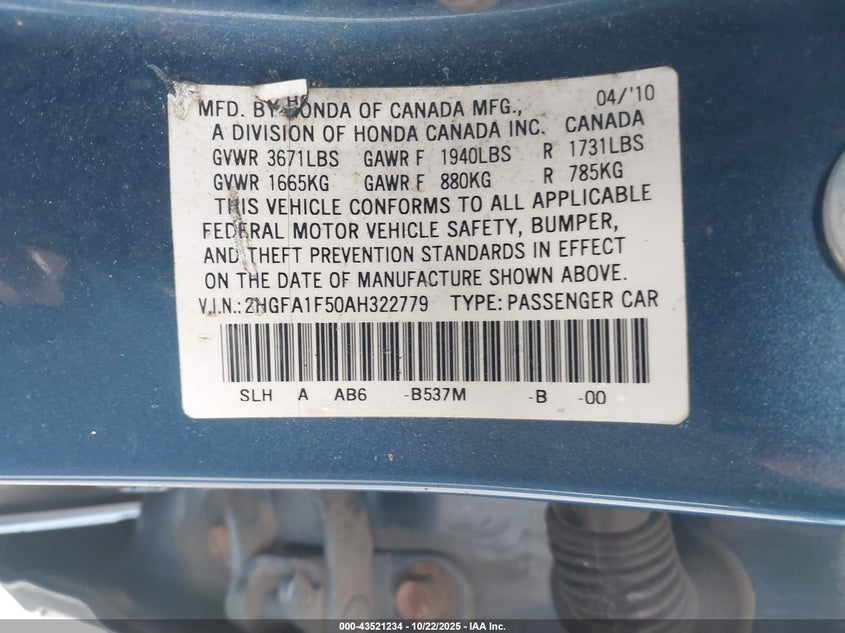 MFD. BY HONDA OF CANADA MFG., 04/'10
A DIVISION OF HONDA CANADA INC. CANADA
GVWR 3671LBS GAWR F 1940LBS R 1731LBS
GVWR 1665KG GAWR F 880KG R 785KG
THIS VEHICLE CONFORMS TO ALL APPLICABLE
FEDERAL MOTOR VEHICLE SAFETY, BUMPER,
AND THEFT PREVENTION STANDARDS IN EFFECT
ON THE DATE OF MANUFACTURE SHOWN ABOVE.
V.I.N.: 2HGFA1F50AH322779 TYPE: PASSENGER CAR
SLH A AB6 -B537M -B -00
000-43521234 - 10/22/2025 - IAA Inc.